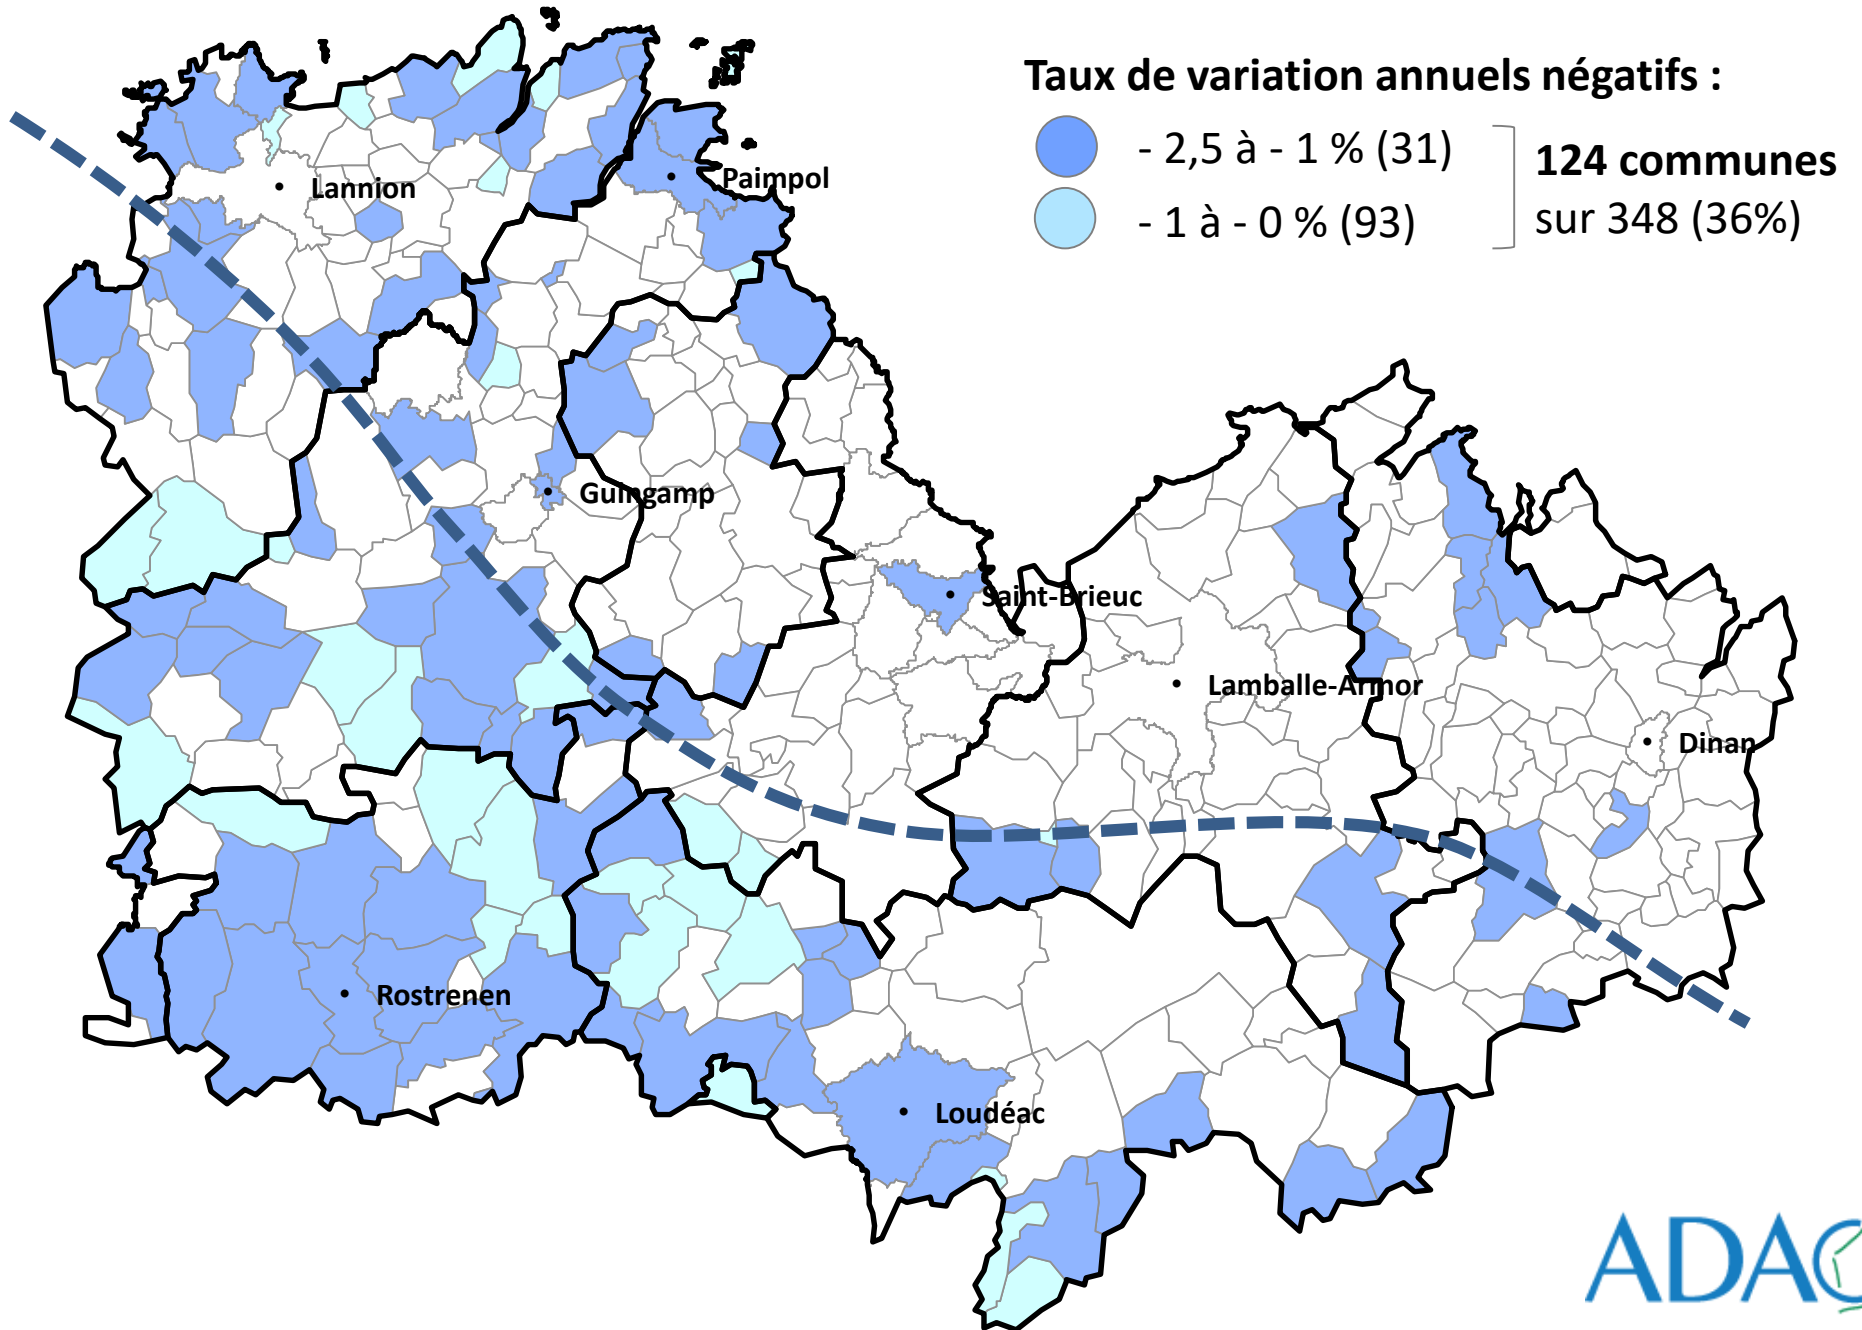 Taux de variation annuels négatifs :
- 2,5 à - 1 % (31)
- 1 à - 0 % (93)
124 communes
sur 348 (36%)
Lannion
Paimpol
Guingamp
Saint-Brieuc
Lamballe-Armor
Dinan
Rostrenen
Loudéac
ADAC